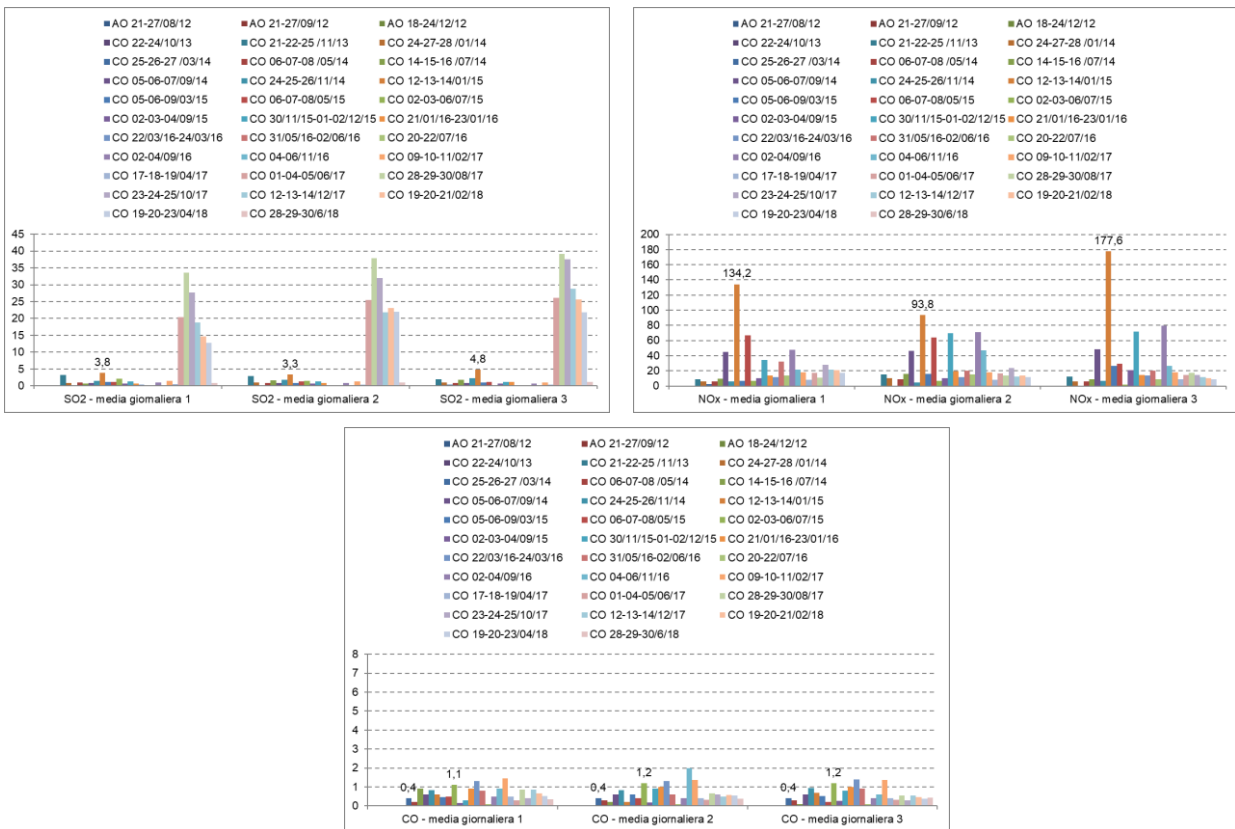 AO 21-27/08/12 AO 21-27/09/12 AO 18-24/12/12
CO 22-24/10/13 CO 21-22-25 /11/13 CO 24-27-28 /01/14
CO 25-26-27 /03/14 CO 06-07-08 /05/14 CO 14-15-16 /07/14
CO 05-06-07/09/14 CO 24-25-26/11/14 CO 12-13-14/01/15
CO 05-06-09/03/15 CO 06-07-08/05/15 CO 02-03-06/07/15
CO 02-03-04/09/15 CO 30/11/15-01-02/12/15 CO 21/01/16-23/01/16
CO 22/03/16-24/03/16 CO 31/05/16-02/06/16 CO 20-22/07/16
CO 02-04/09/16 CO 04-06/11/16 CO 09-10-11/02/17
CO 17-18-19/04/17 CO 01-04-05/06/17 CO 28-29-30/08/17
CO 23-24-25/10/17 CO 12-13-14/12/17 CO 19-20-21/02/18
CO 19-20-23/04/18 CO 28-29-30/6/18
45
40
35
30
25
20
15
10
5
0
3,8
3,3
4,8
SO2 - media giornaliera 1 SO2 - media giornaliera 2 SO2 - media giornaliera 3
AO 21-27/08/12 AO 21-27/09/12 AO 18-24/12/12
CO 22-24/10/13 CO 21-22-25 /11/13 CO 24-27-28 /01/14
CO 25-26-27 /03/14 CO 06-07-08 /05/14 CO 14-15-16 /07/14
CO 05-06-07/09/14 CO 24-25-26/11/14 CO 12-13-14/01/15
CO 05-06-09/03/15 CO 06-07-08/05/15 CO 02-03-06/07/15
CO 02-03-04/09/15 CO 30/11/15-01-02/12/15 CO 21/01/16-23/01/16
CO 22/03/16-24/03/16 CO 31/05/16-02/06/16 CO 20-22/07/16
CO 02-04/09/16 CO 04-06/11/16 CO 09-10-11/02/17
CO 17-18-19/04/17 CO 01-04-05/06/17 CO 28-29-30/08/17
CO 23-24-25/10/17 CO 12-13-14/12/17 CO 19-20-21/02/18
CO 19-20-23/04/18 CO 28-29-30/6/18
200
180
160
140
120
100
80
60
40
20
0
134,2
93,8
177,6
NOx - media giornaliera 1 NOx - media giornaliera 2 NOx - media giornaliera 3
AO 21-27/08/12 AO 21-27/09/12 AO 18-24/12/12
CO 22-24/10/13 CO 21-22-25 /11/13 CO 24-27-28 /01/14
CO 25-26-27 /03/14 CO 06-07-08 /05/14 CO 14-15-16 /07/14
CO 05-06-07/09/14 CO 24-25-26/11/14 CO 12-13-14/01/15
CO 05-06-09/03/15 CO 06-07-08/05/15 CO 02-03-06/07/15
CO 02-03-04/09/15 CO 30/11/15-01-02/12/15 CO 21/01/16-23/01/16
CO 22/03/16-24/03/16 CO 31/05/16-02/06/16 CO 20-22/07/16
CO 02-04/09/16 CO 04-06/11/16 CO 09-10-11/02/17
CO 17-18-19/04/17 CO 01-04-05/06/17 CO 28-29-30/08/17
CO 23-24-25/10/17 CO 12-13-14/12/17 CO 19-20-21/02/18
CO 19-20-23/04/18 CO 28-29-30/6/18
8
7
6
5
4
3
2
1
0
0,4 1,1
0,4 1,2
0,4 1,2
CO - media giornaliera 1 CO - media giornaliera 2 CO - media giornaliera 3